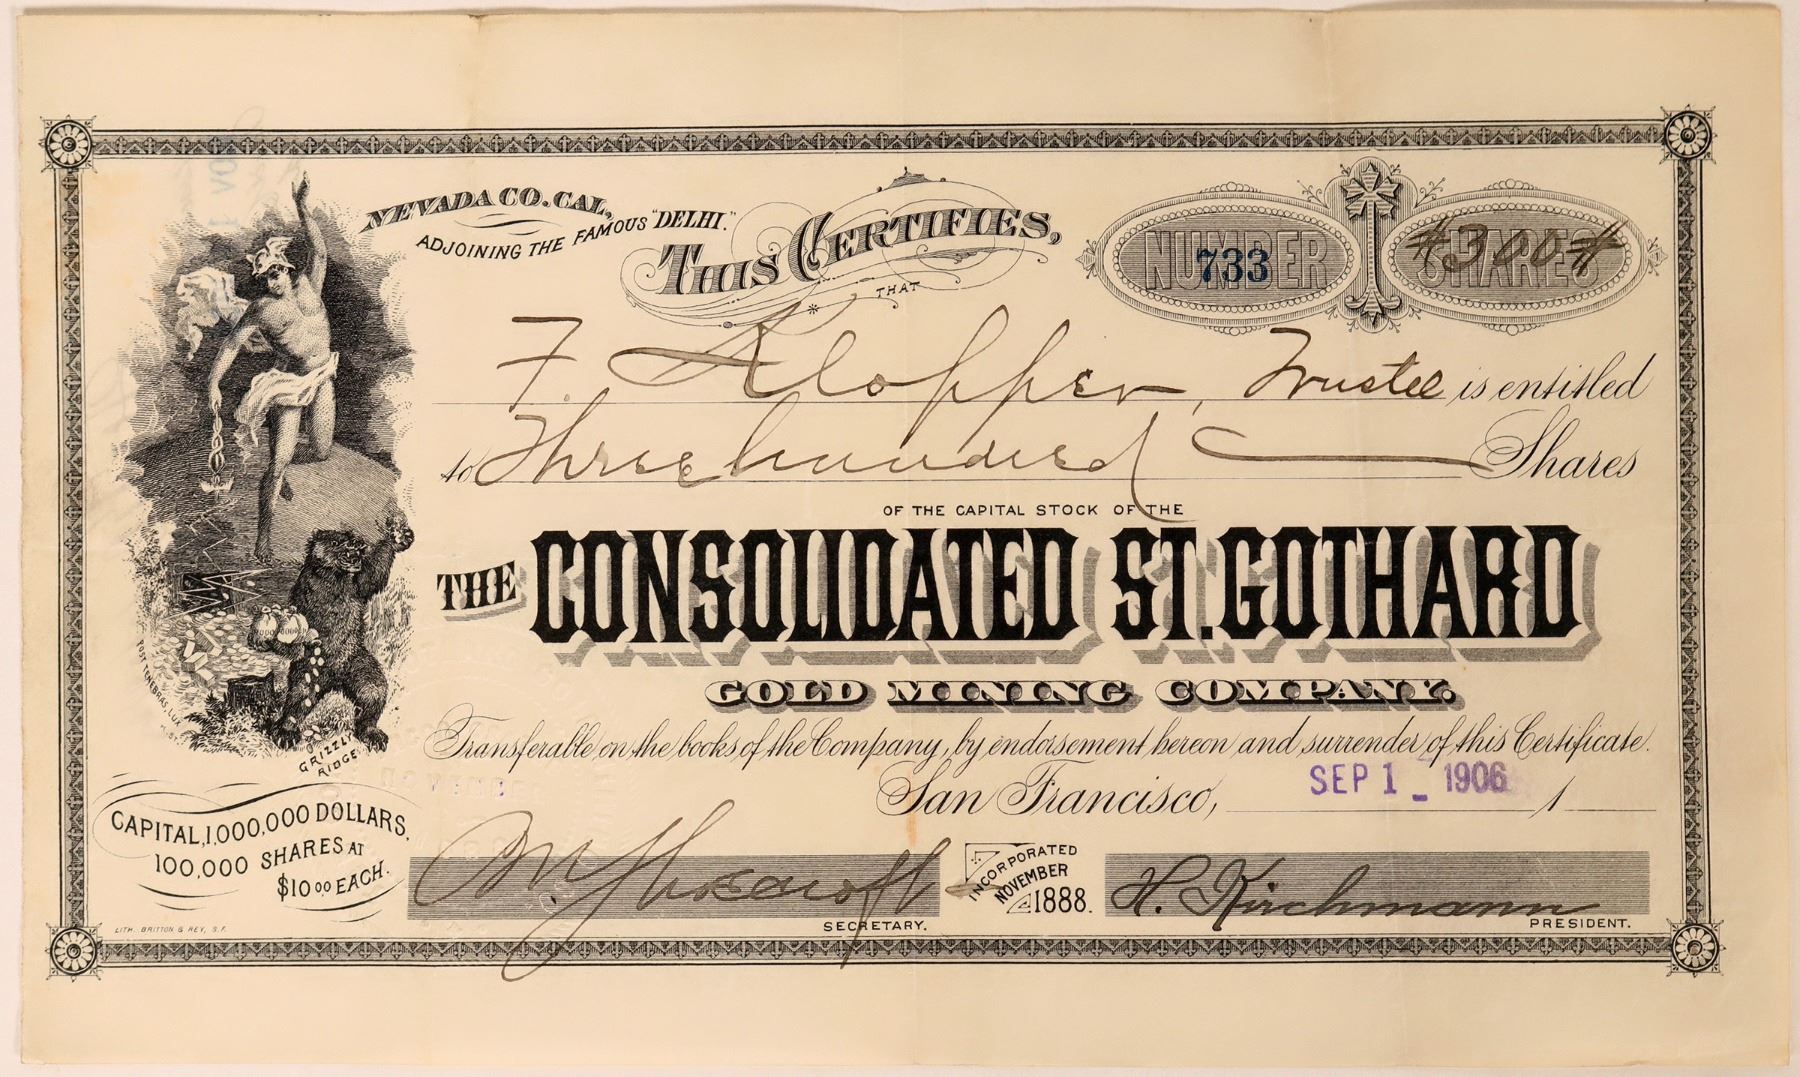 NEVADA CO. CAL,
ADJOINING THE FAMOUS "DELHI".
THIS CERTIFIES,
THAT
NUMBER
733
SHARES
#300#
F. Klopper, Trustee is entitled
to Three hundred Shares
OF THE CAPITAL STOCK OF THE
THE CONSOLIDATED ST. GOTHARD
GOLD MINING COMPANY.
Transferable on the books of the Company, by endorsement hereon and surrender of this Certificate.
San Francisco, SEP 1 - 1906 1
POST TENEBRAS LUX
GRIZZLY
RIDGE
CAPITAL, 1,000,000 DOLLARS,
100,000 SHARES AT
$10 00 EACH.
SECRETARY.
INCORPORATED
NOVEMBER
1888.
H. Kirchmann
PRESIDENT.
LITH. BRITTON & REY, S.F.